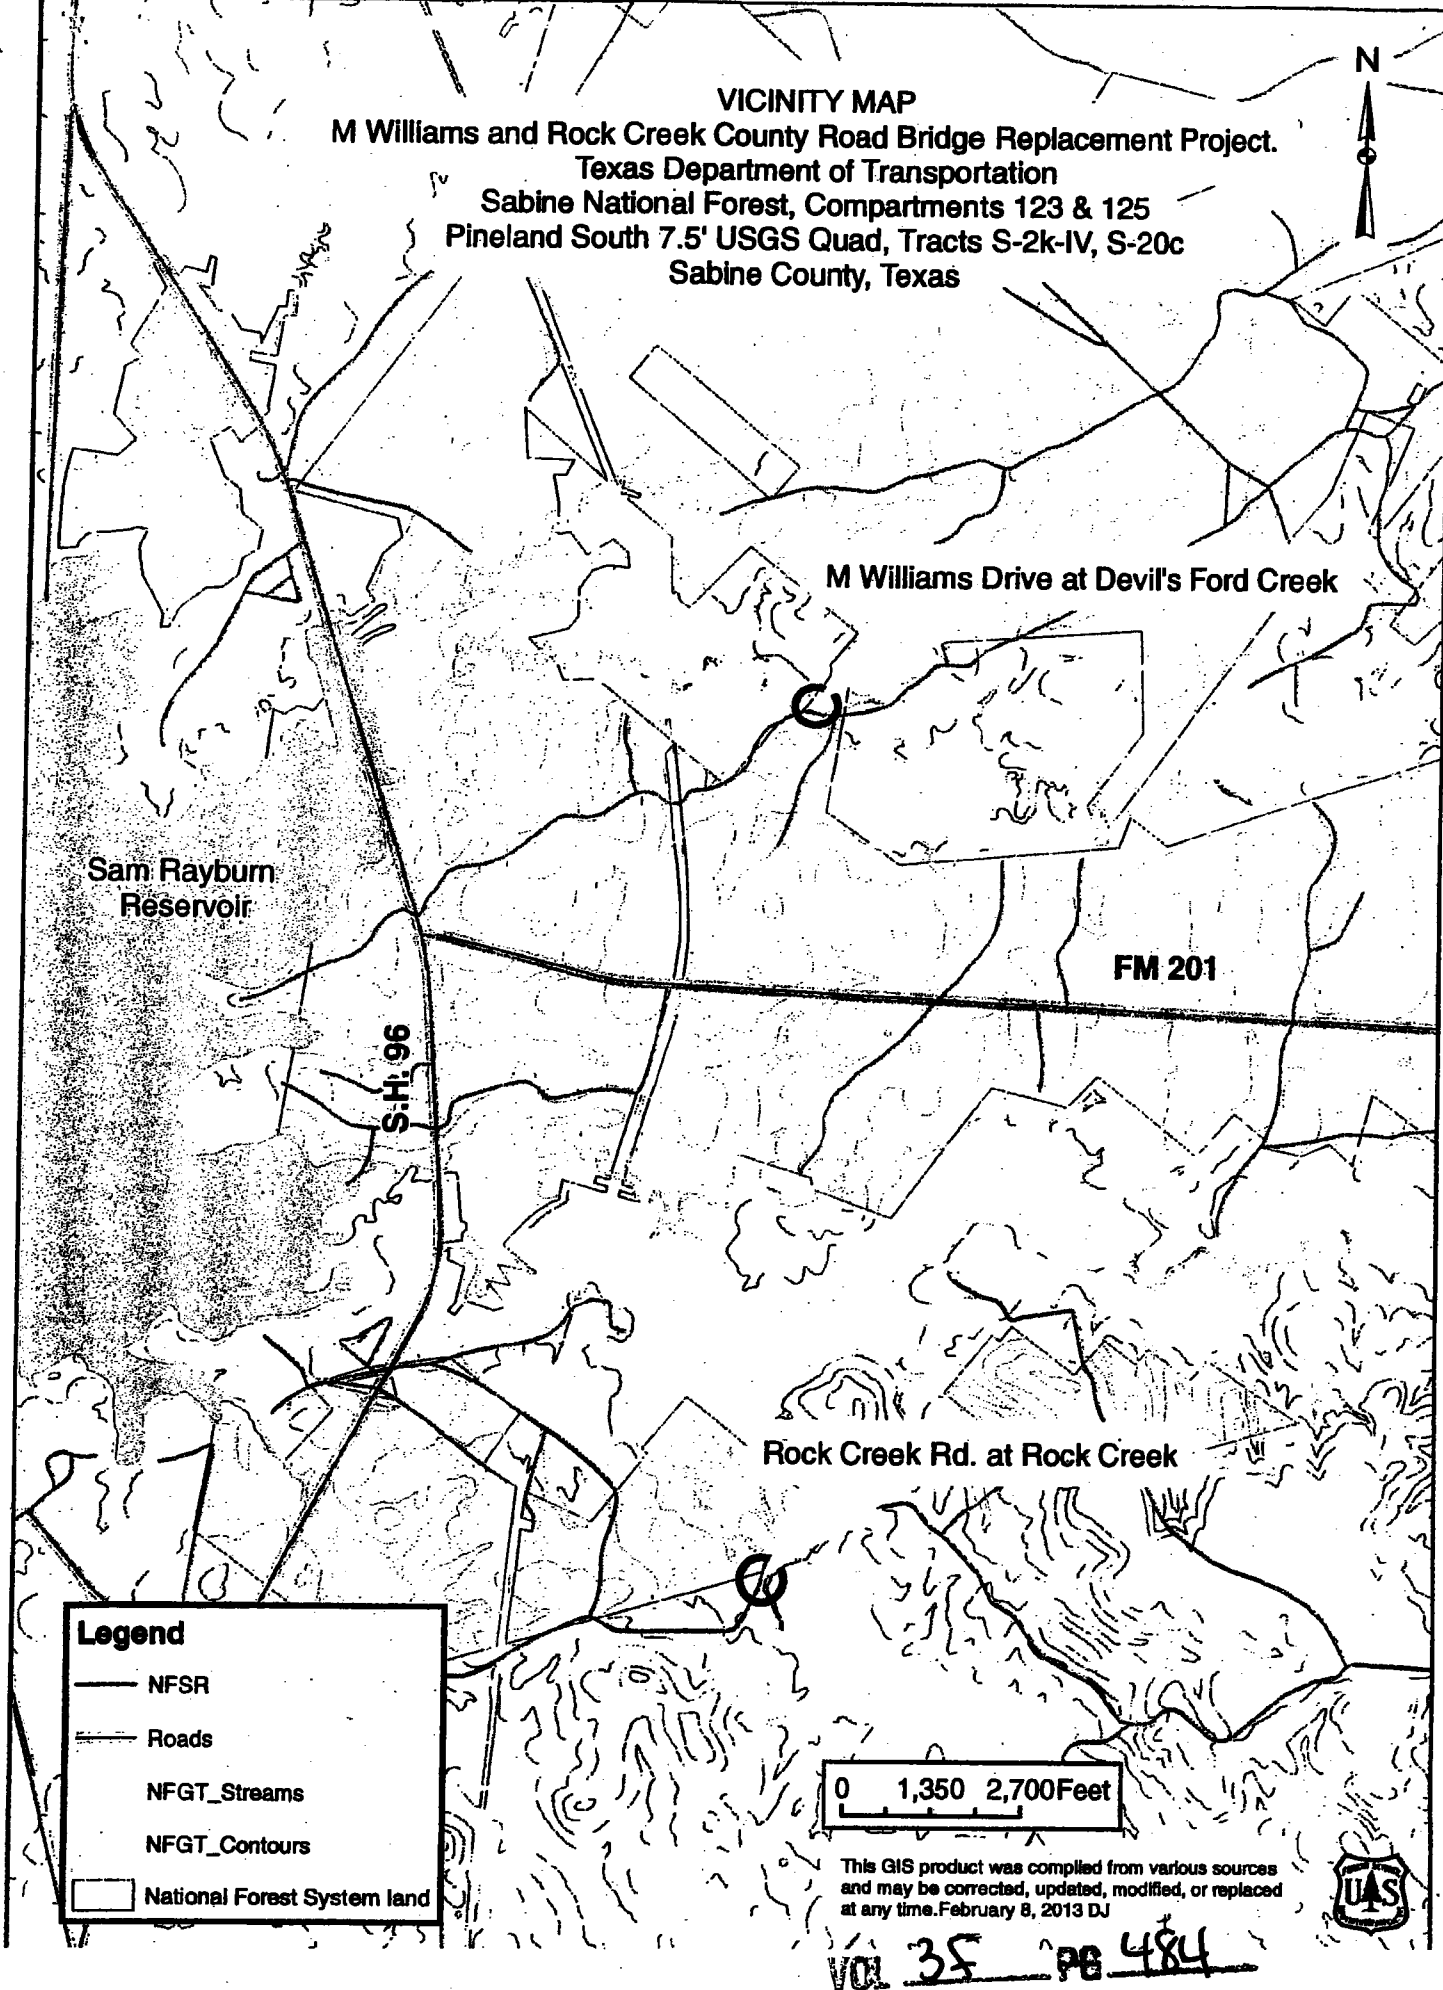 N
VICINITY MAP
M Williams and Rock Creek County Road Bridge Replacement Project.
Texas Department of Transportation
Sabine National Forest, Compartments 123 & 125
Pineland South 7.5' USGS Quad, Tracts S-2k-IV, S-20c
Sabine County, Texas
M Williams Drive at Devil's Ford Creek
Sam Rayburn
Reservoir
FM 201
S.H. 96
Rock Creek Rd. at Rock Creek
Legend
NFSR
Roads
NFGT_Streams
NFGT_Contours
National Forest System land
0 1,350 2,700 Feet
This GIS product was compiled from various sources
and may be corrected, updated, modified, or replaced
at any time.February 8, 2013 DJ
FOREST SERVICE
US
VOL 3F PG 484